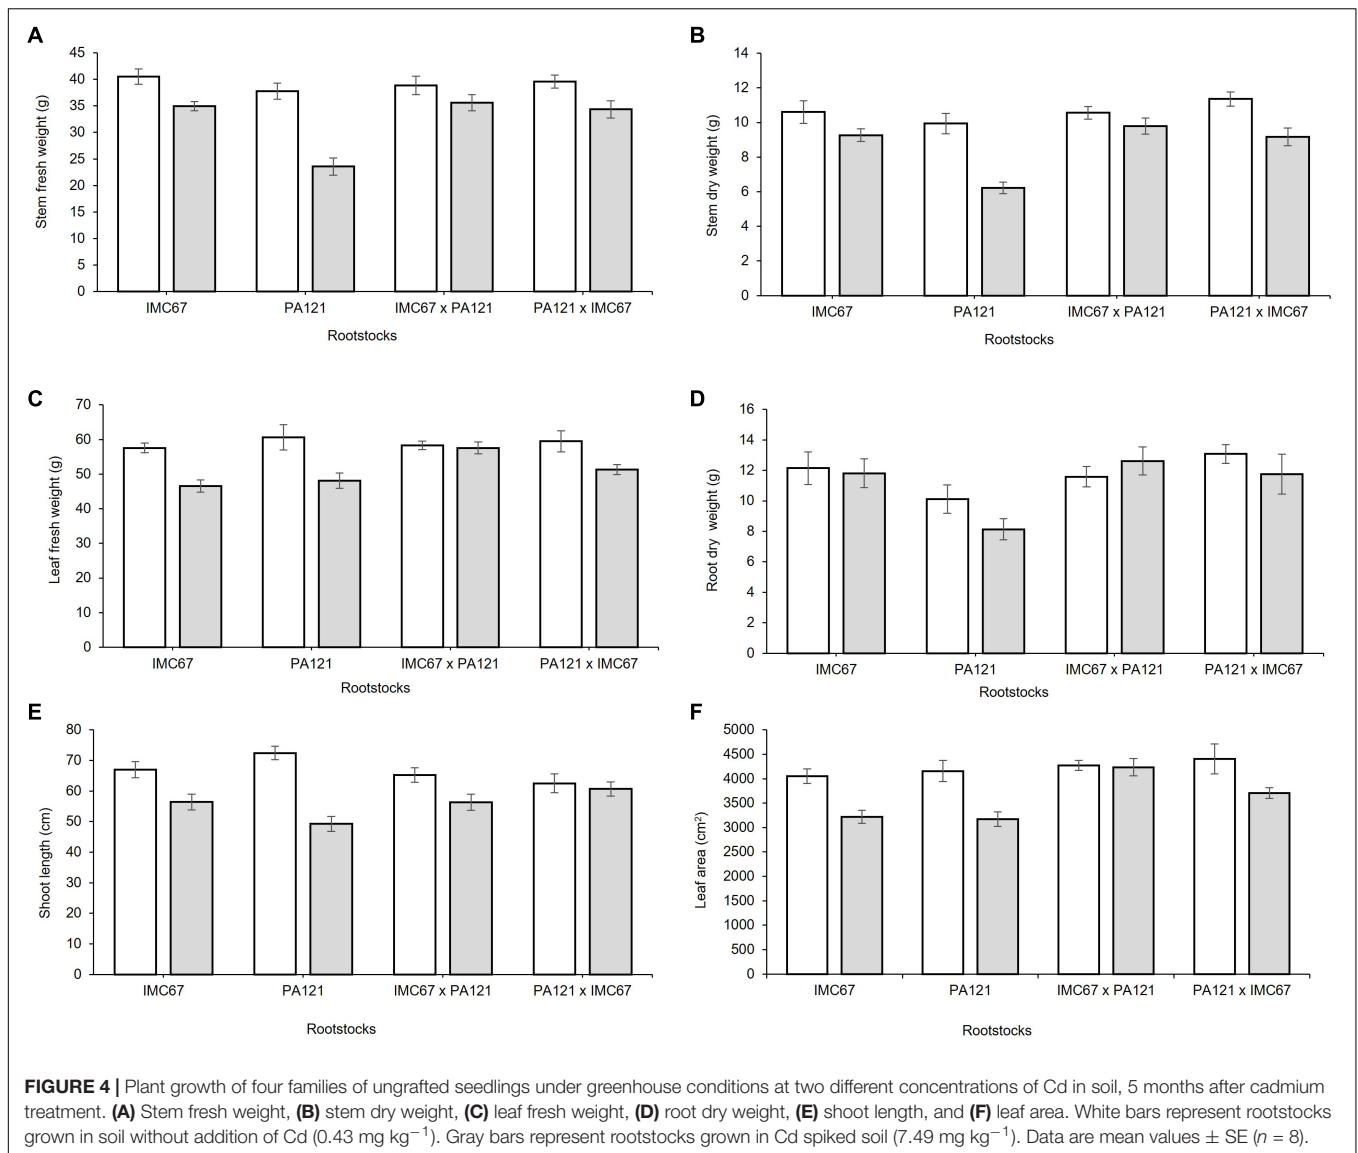 A
45
40
35
30
25
20
15
10
5
0
Stem fresh weight (g)
IMC67 PA121 IMC67 x PA121 PA121 x IMC67
Rootstocks
B
14
12
10
8
6
4
2
0
Stem dry weight (g)
IMC67 PA121 IMC67 x PA121 PA121 x IMC67
Rootstocks
C
70
60
50
40
30
20
10
0
Leaf fresh weight (g)
IMC67 PA121 IMC67 x PA121 PA121 x IMC67
Rootstocks
D
16
14
12
10
8
6
4
2
0
Root dry weight (g)
IMC67 PA121 IMC67 x PA121 PA121 x IMC67
Rootstocks
E
80
70
60
50
40
30
20
10
0
Shoot length (cm)
IMC67 PA121 IMC67 x PA121 PA121 x IMC67
Rootstocks
F
5000
4500
4000
3500
3000
2500
2000
1500
1000
500
0
Leaf area (cm²)
IMC67 PA121 IMC67 x PA121 PA121 x IMC67
Rootstocks
FIGURE 4 | Plant growth of four families of ungrafted seedlings under greenhouse conditions at two different concentrations of Cd in soil, 5 months after cadmium
treatment. (A) Stem fresh weight, (B) stem dry weight, (C) leaf fresh weight, (D) root dry weight, (E) shoot length, and (F) leaf area. White bars represent rootstocks
grown in soil without addition of Cd (0.43 mg kg⁻¹). Gray bars represent rootstocks grown in Cd spiked soil (7.49 mg kg⁻¹). Data are mean values ± SE (n = 8).